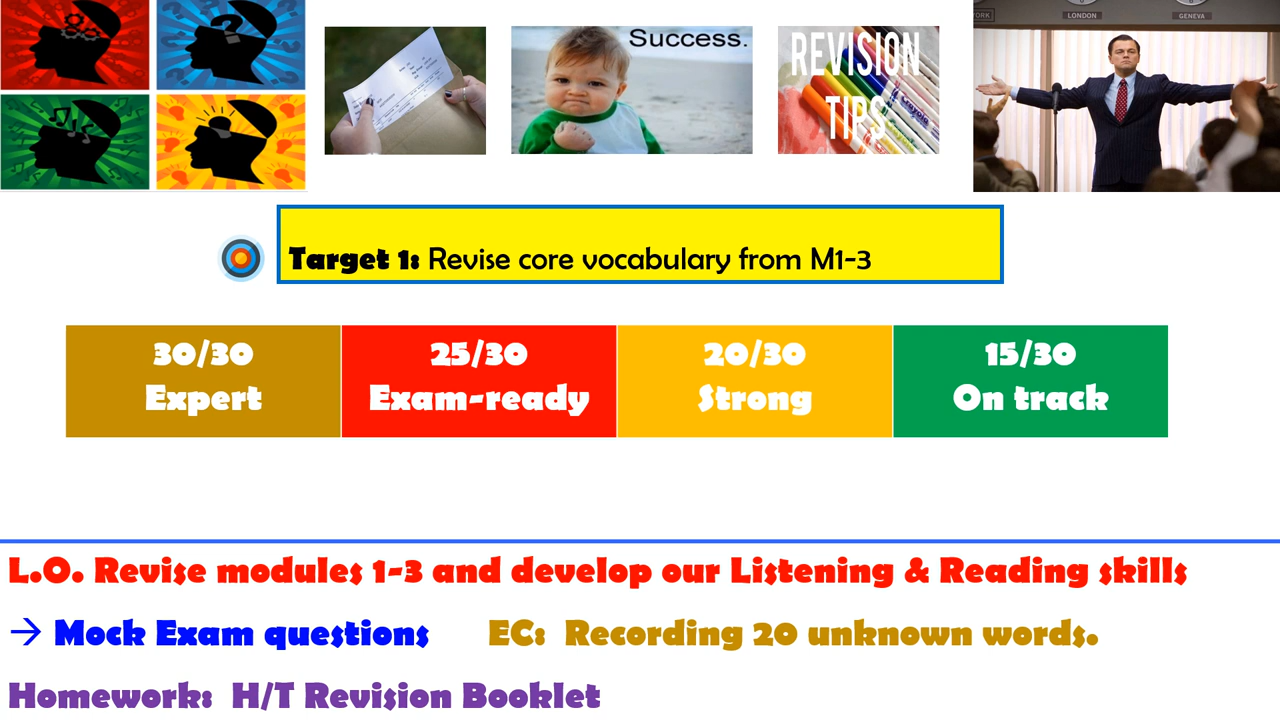 YORK
LONDON
GENEVA
Success.
REVISION
TIPS
Crayola
Target 1: Revise core vocabulary from M1-3
30/30
Expert
25/30
Exam-ready
20/30
Strong
15/30
On track
L.O. Revise modules 1-3 and develop our Listening & Reading skills
→ Mock Exam questions EC: Recording 20 unknown words.
Homework: H/T Revision Booklet